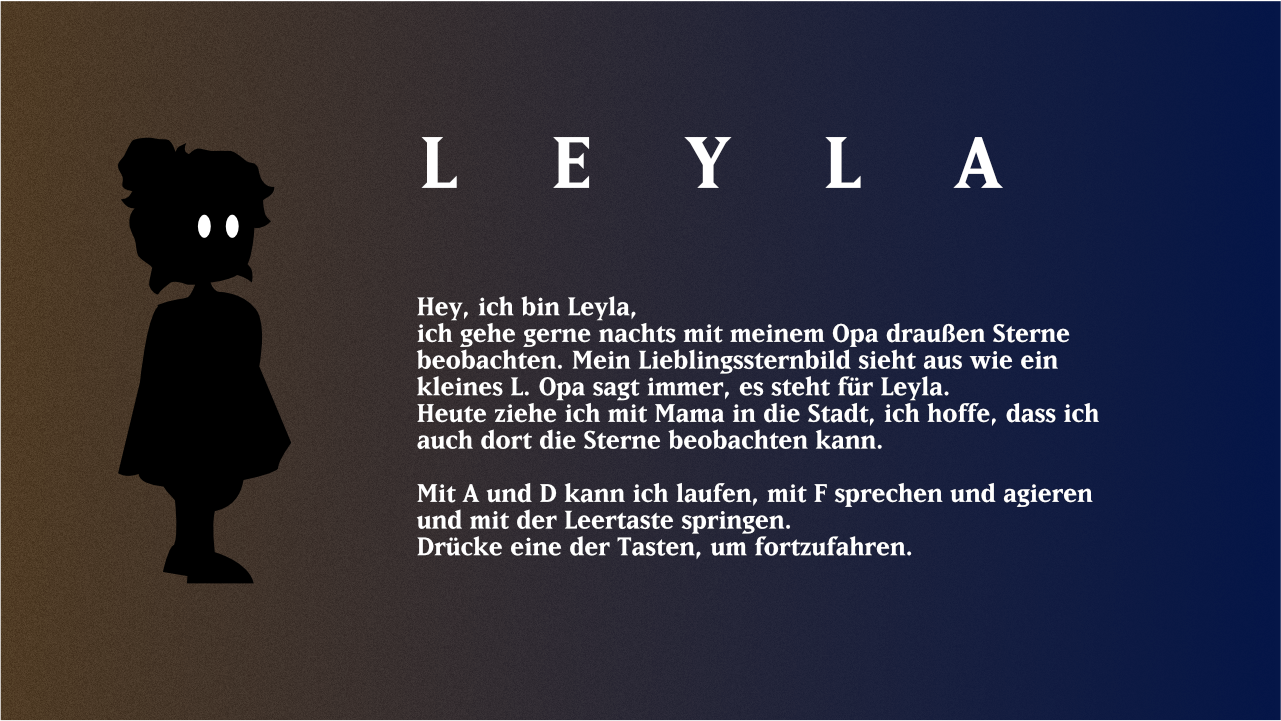 L E Y L A
Hey, ich bin Leyla,
ich gehe gerne nachts mit meinem Opa draußen Sterne
beobachten. Mein Lieblingssternbild sieht aus wie ein
kleines L. Opa sagt immer, es steht für Leyla.
Heute ziehe ich mit Mama in die Stadt, ich hoffe, dass ich
auch dort die Sterne beobachten kann.
Mit A und D kann ich laufen, mit F sprechen und agieren
und mit der Leertaste springen.
Drücke eine der Tasten, um fortzufahren.